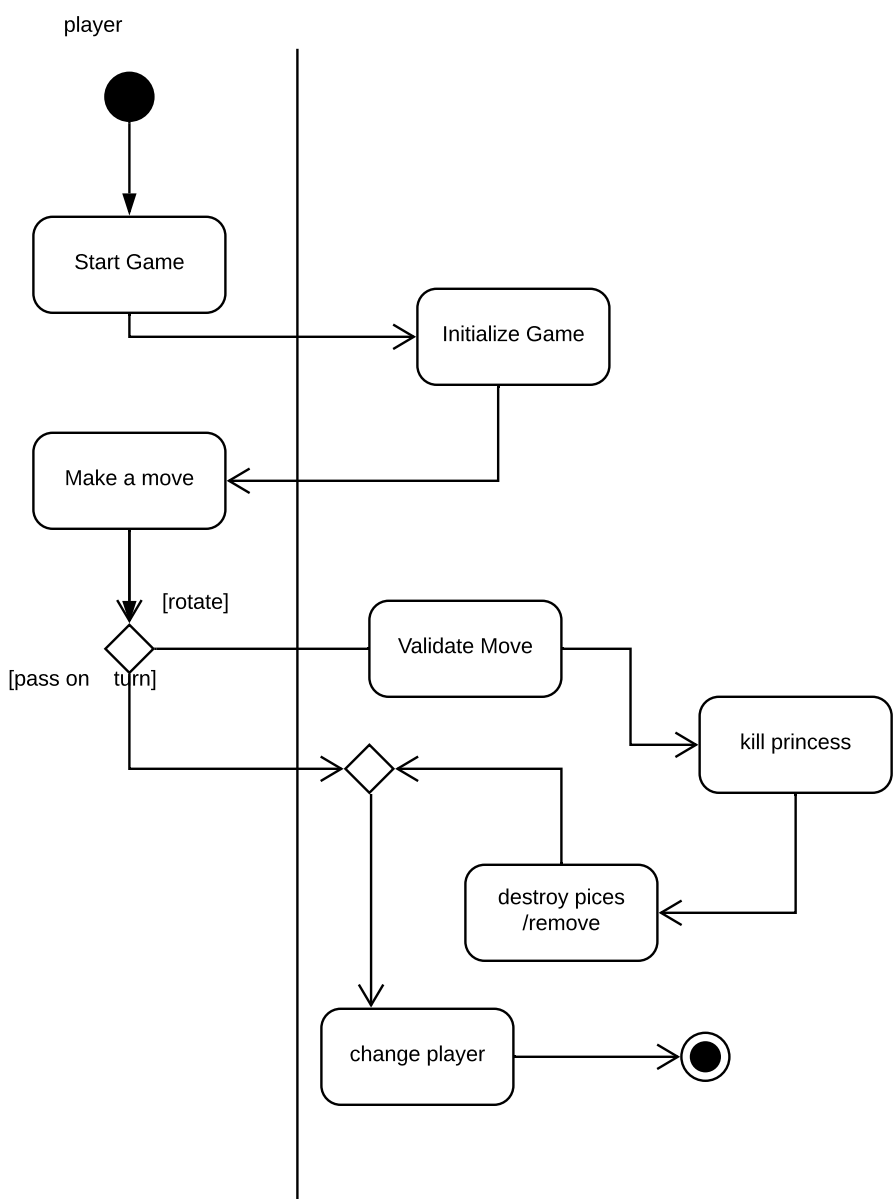 player
Start Game
Initialize Game
Make a move
[rotate]
Validate Move
[pass on turn]
kill princess
destroy pices
/remove
change player